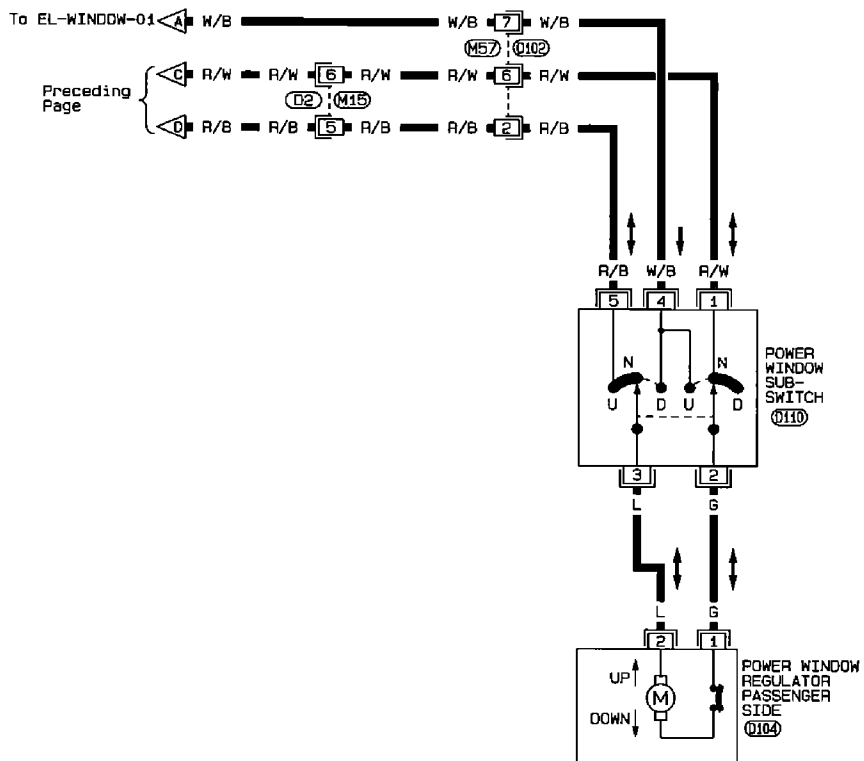 To EL-WINDOW-01 A W/B W/B 7 W/B
M57 D102
C R/W R/W 6 R/W R/W 6 R/W
Preceding
Page
D2 M15
D R/B R/B 5 R/B R/B 2 R/B
R/B W/B R/W
5 4 1
N N
U D U D
POWER
WINDOW
SUB-
SWITCH
D110
3 2
L G
L G
2 1
UP
M
DOWN
POWER WINDOW
REGULATOR
PASSENGER
SIDE
D104